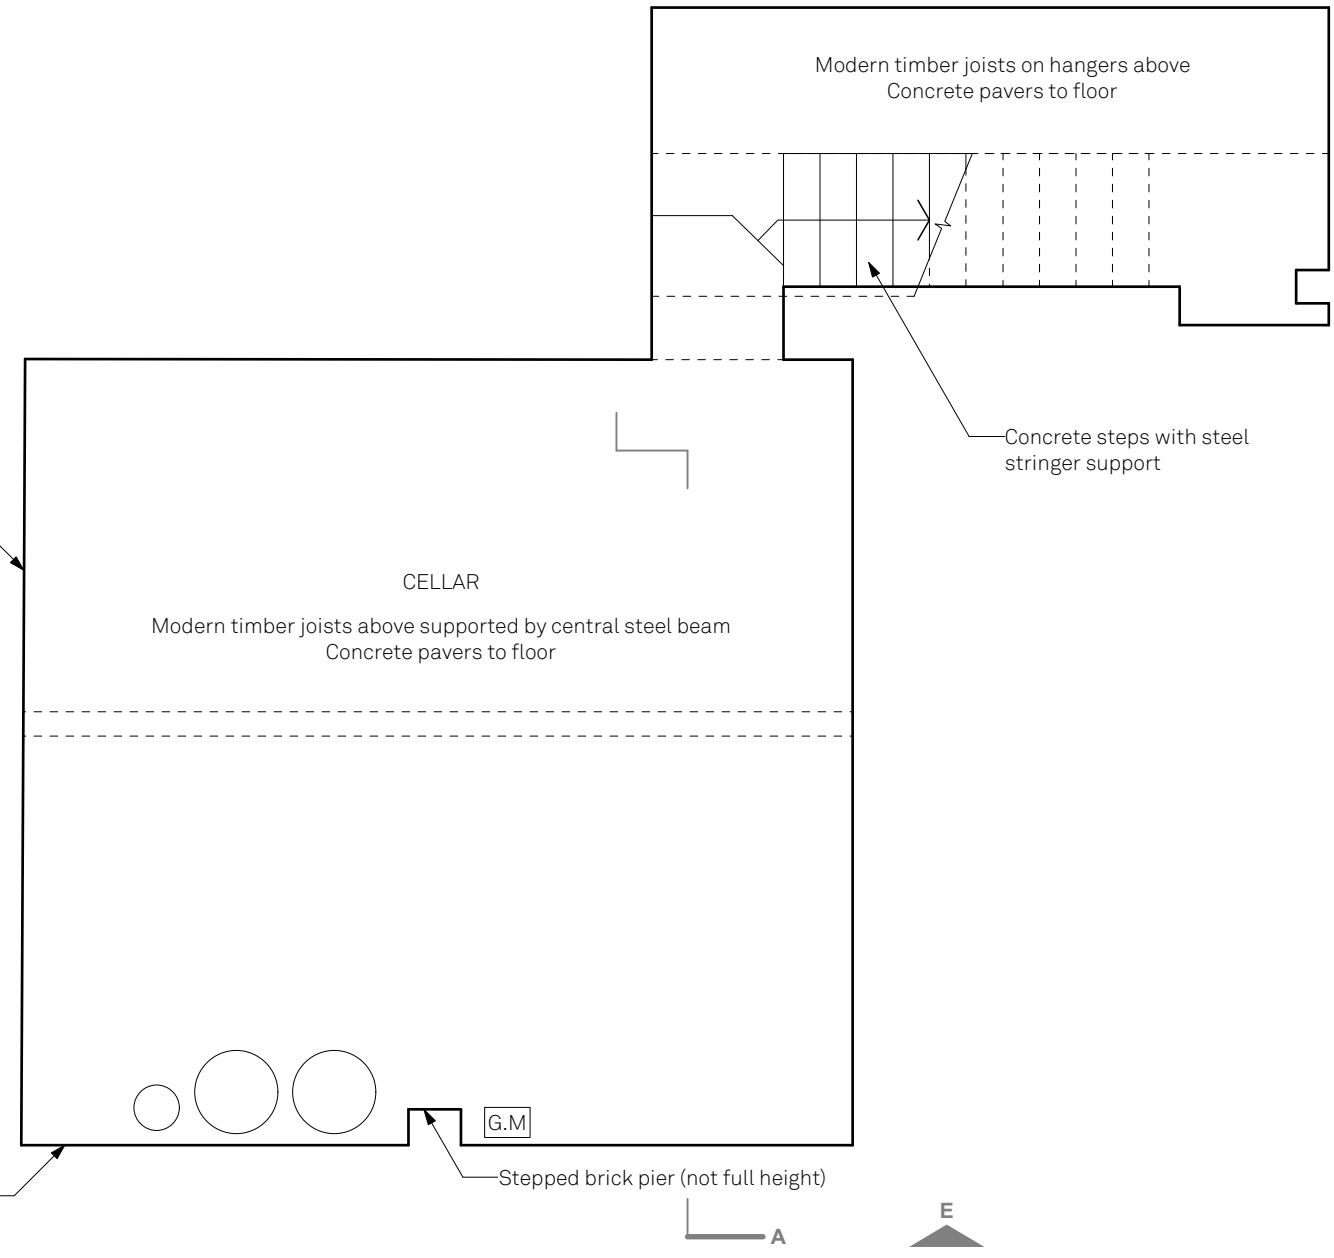 Modern timber joists on hangers above
Concrete pavers to floor
Concrete steps with steel
stringer support
CELLAR
Modern timber joists above supported by central steel beam
Concrete pavers to floor
G.M
Stepped brick pier (not full height)
A
E